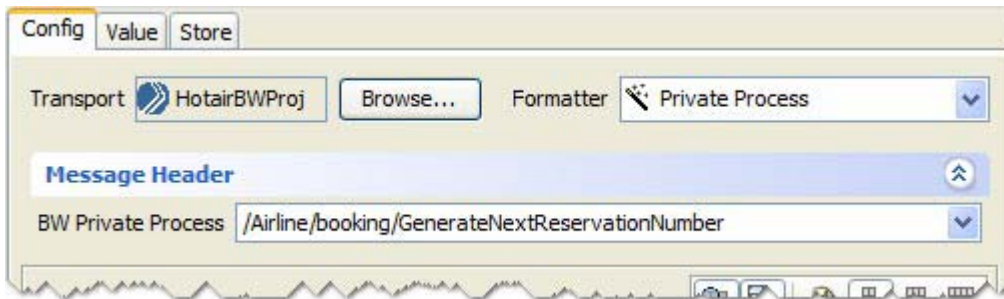 Config Value Store
Transport HotairBWProj Browse... Formatter Private Process
Message Header
BW Private Process /Airline/booking/GenerateNextReservationNumber